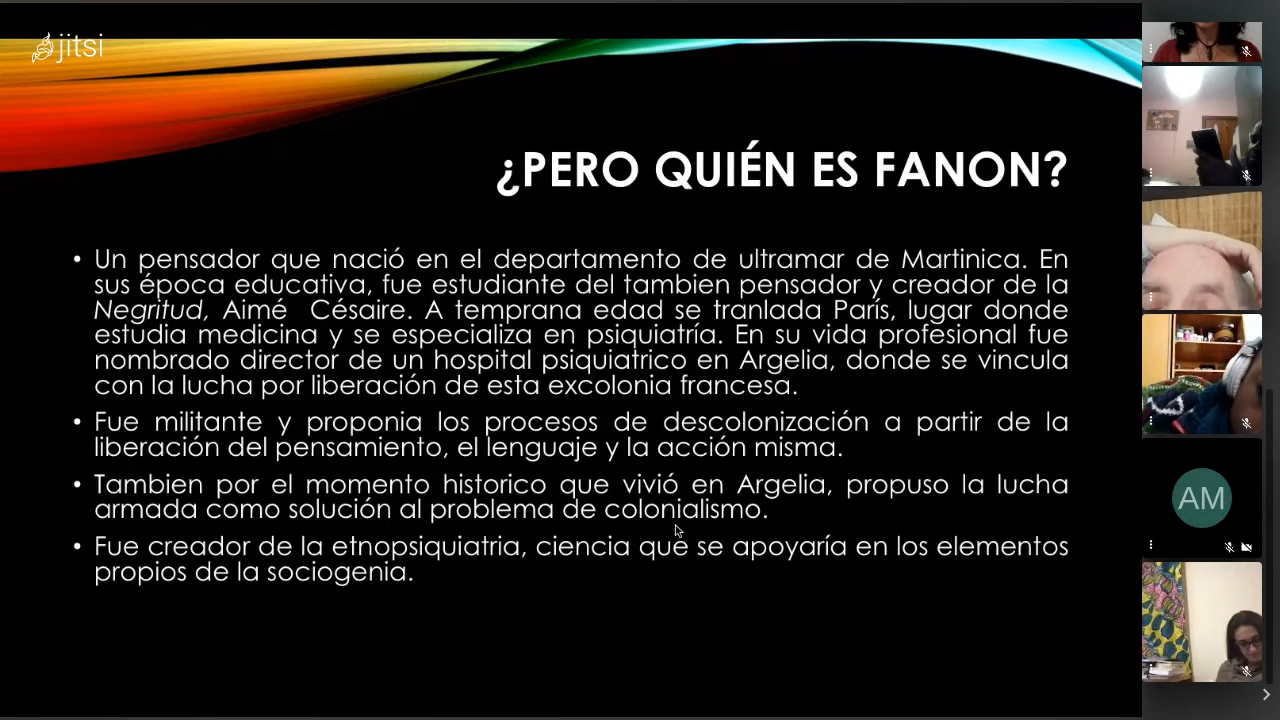 jitsi
¿PERO QUIÉN ES FANON?
• Un pensador que nació en el departamento de ultramar de Martinica. En
sus época educativa, fue estudiante del tambien pensador y creador de la
Negritud, Aimé Césaire. A temprana edad se tranlada París, lugar donde
estudia medicina y se especializa en psiquiatría. En su vida profesional fue
nombrado director de un hospital psiquiatrico en Argelia, donde se vincula
con la lucha por liberación de esta excolonia francesa.
• Fue militante y proponia los procesos de descolonización a partir de la
liberación del pensamiento, el lenguaje y la acción misma.
• Tambien por el momento historico que vivió en Argelia, propuso la lucha
armada como solución al problema de colonialismo.
• Fue creador de la etnopsiquiatria, ciencia que se apoyaría en los elementos
propios de la sociogenia.
AM